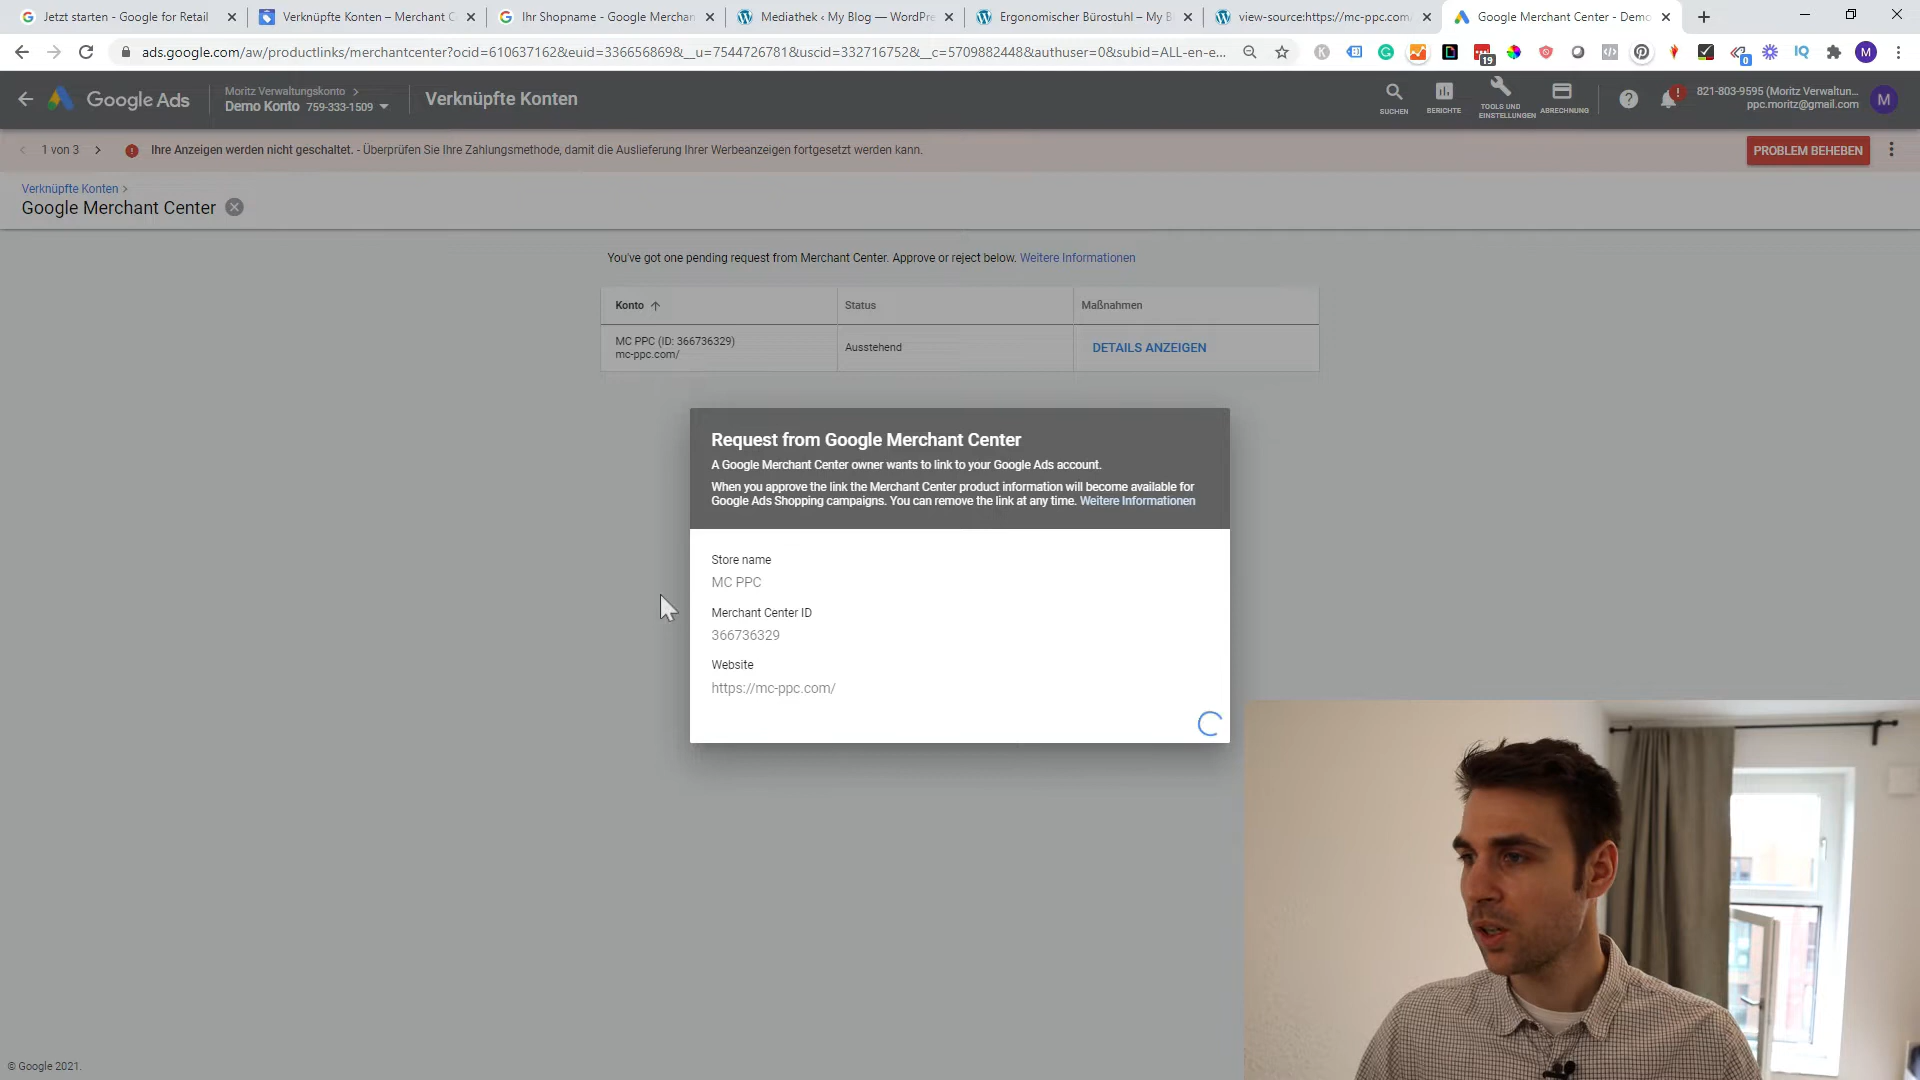 Jetzt starten - Google for Retail
Verknüpfte Konten – Merchant C
Ihr Shopname - Google Merchan
Mediathek ‹ My Blog — WordPre
Ergonomischer Bürostuhl – My B
view-source:https://mc-ppc.com
Google Merchant Center - Demo
ads.google.com/aw/productlinks/merchantcenter?ocid=610637162&euid=336656869&__u=7544726781&uscid=332716752&__c=5709882448&authuser=0&subid=ALL-en-e...
19
0
IQ
M
Google Ads
Moritz Verwaltungskonto >
Demo Konto 759-333-1509
Verknüpfte Konten
SUCHEN
BERICHTE
TOOLS UND EINSTELLUNGEN
ABRECHNUNG
821-803-9595 (Moritz Verwaltun...
ppc.moritz@gmail.com
M
1 von 3
Ihre Anzeigen werden nicht geschaltet. - Überprüfen Sie Ihre Zahlungsmethode, damit die Auslieferung Ihrer Werbeanzeigen fortgesetzt werden kann.
PROBLEM BEHEBEN
Verknüpfte Konten >
Google Merchant Center
You've got one pending request from Merchant Center. Approve or reject below. Weitere Informationen
Konto
Status
Maßnahmen
MC PPC (ID: 366736329)
mc-ppc.com/
Ausstehend
DETAILS ANZEIGEN
Request from Google Merchant Center
A Google Merchant Center owner wants to link to your Google Ads account.
When you approve the link the Merchant Center product information will become available for
Google Ads Shopping campaigns. You can remove the link at any time. Weitere Informationen
Store name
MC PPC
Merchant Center ID
366736329
Website
https://mc-ppc.com/
© Google 2021.